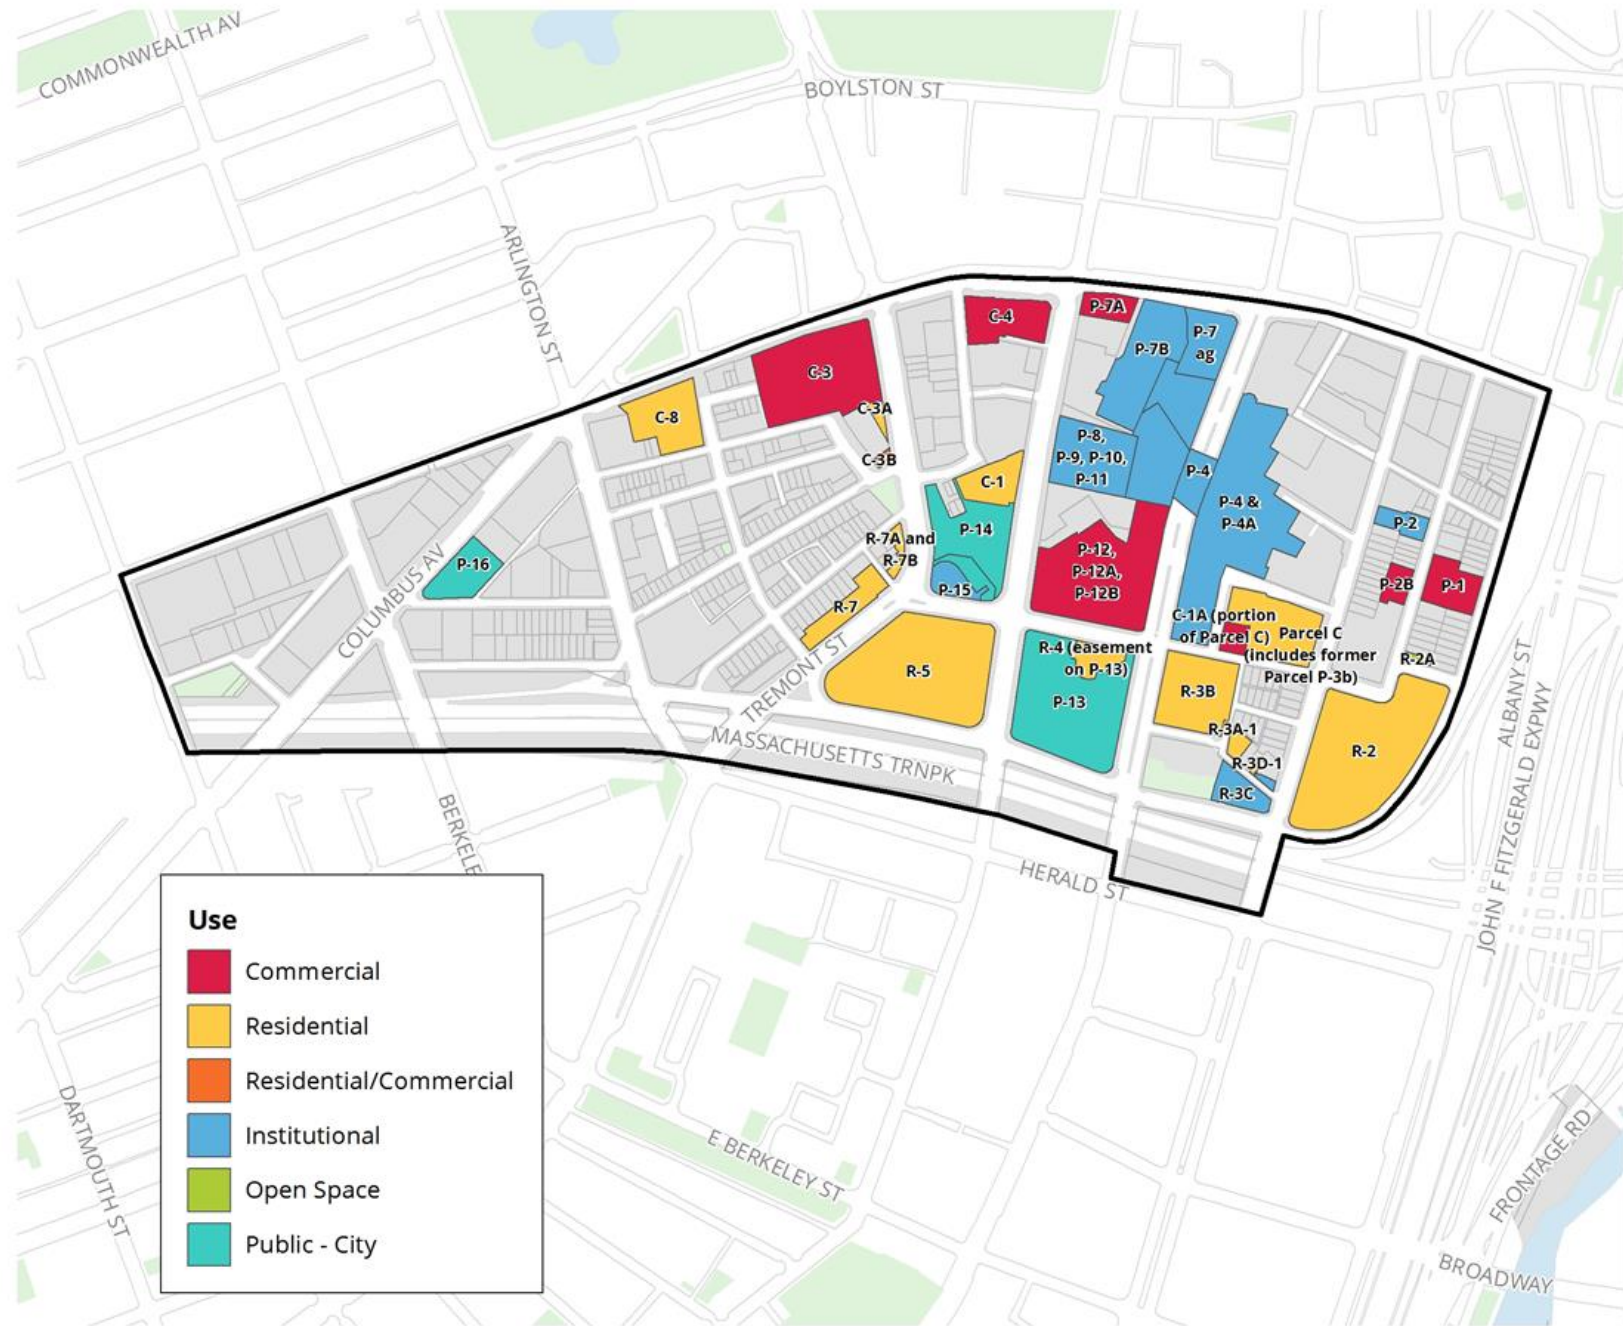 COMMONWEALTH AV
BOYLSTON ST
ARLINGTON ST
C-4
P-7A
P-7
ag
P-7B
C-3
C-3A
C-8
C-3B
P-8,
P-9, P-10,
P-11
P-4
C-1
P-4 &
P-4A
P-14
P-2
R-7A and
R-7B
P-16
P-12,
P-12A,
P-12B
P-15
P-2B
P-1
COLUMBUS AV
R-7
C-1A (portion
of Parcel C)
Parcel C
(includes former
Parcel P-3b)
R-4 (easement
on P-13)
R-2A
R-5
TREMONT ST
R-3B
P-13
ALBANY ST
R-3A-1
MASSACHUSETTS TRNPK
R-2
R-3D-1
R-3C
JOHN F FITZGERALD EXPWY
BERKELE
HERALD ST
Use
Commercial
Residential
Residential/Commercial
Institutional
Open Space
Public - City
DARTMOUTH ST
E BERKELEY ST
FRONTAGE RD
BROADWAY